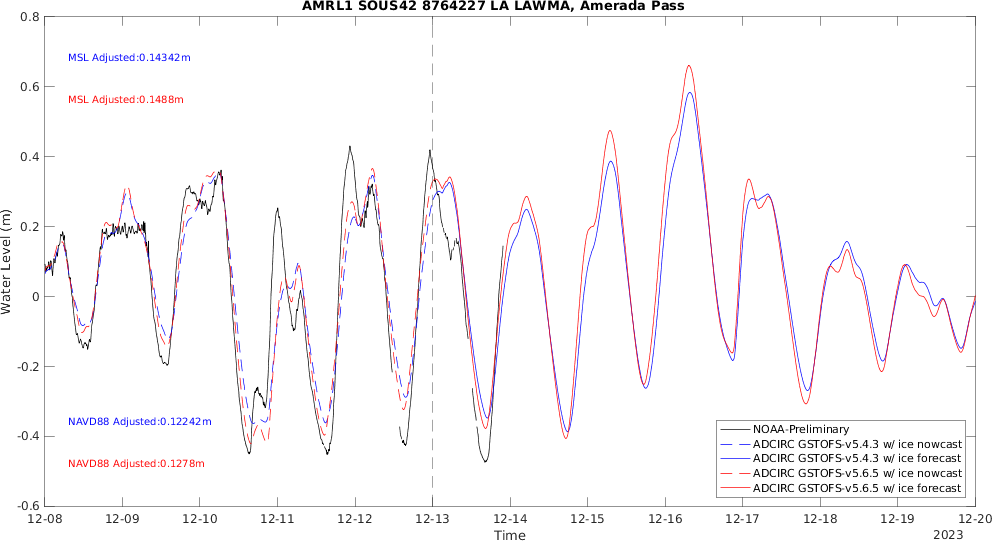 AMRL1 SOUS42 8764227 LA LAWMA, Amerada Pass
0.8
MSL Adjusted:0.14342m
0.6
MSL Adjusted:0.1488m
0.4
0.2
Water Level (m)
0
-0.2
NAVD88 Adjusted:0.12242m
-0.4
NAVD88 Adjusted:0.1278m
-0.6
NOAA-Preliminary
ADCIRC GSTOFS-v5.4.3 w/ ice nowcast
ADCIRC GSTOFS-v5.4.3 w/ ice forecast
ADCIRC GSTOFS-v5.6.5 w/ ice nowcast
ADCIRC GSTOFS-v5.6.5 w/ ice forecast
12-08 12-09 12-10 12-11 12-12 12-13 12-14 12-15 12-16 12-17 12-18 12-19 12-20
Time
2023